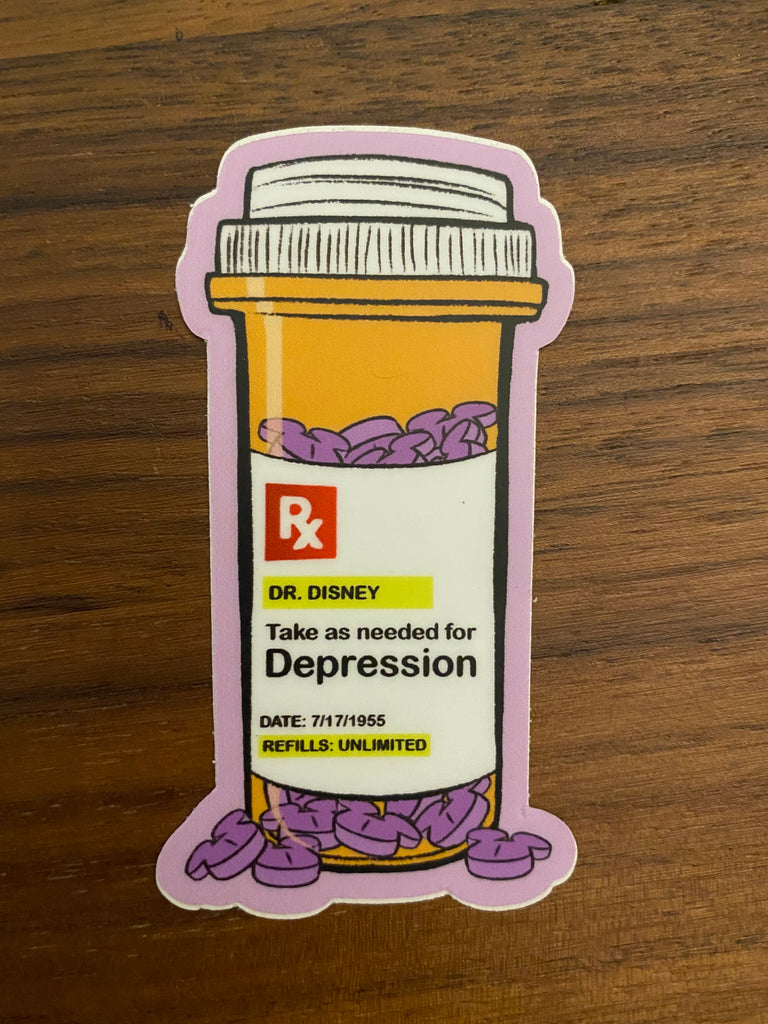 Rx
DR. DISNEY
Take as needed for
Depression
DATE: 7/17/1955
REFILLS: UNLIMITED